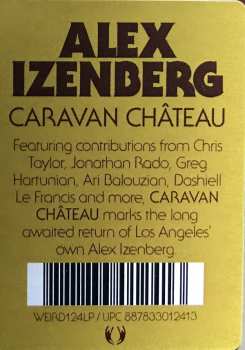 ALEX
IZENBERG
CARAVAN CHÂTEAU
Featuring contributions from Chris
Taylor, Jonathan Rado, Greg
Hartunian, Ari Balouzian, Dashiell
Le Francis and more, CARAVAN
CHÂTEAU marks the long
awaited return of Los Angeles'
own Alex Izenberg.
WEIRD124LP / UPC 887833012413